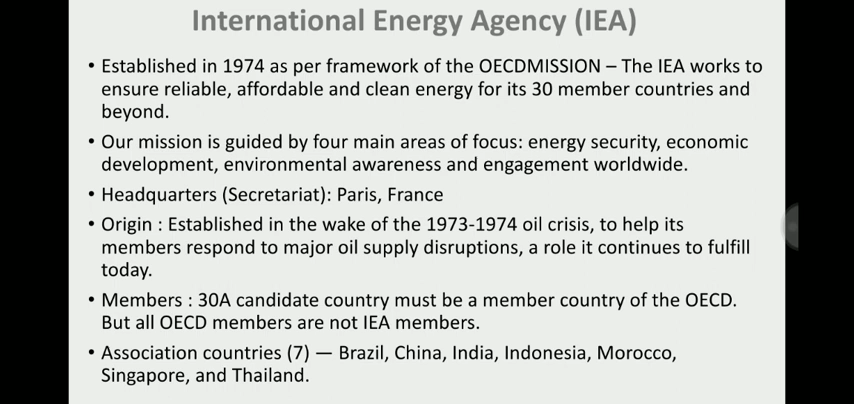 International Energy Agency (IEA)
• Established in 1974 as per framework of the OECDMISSION – The IEA works to
ensure reliable, affordable and clean energy for its 30 member countries and
beyond.
• Our mission is guided by four main areas of focus: energy security, economic
development, environmental awareness and engagement worldwide.
• Headquarters (Secretariat): Paris, France
• Origin : Established in the wake of the 1973-1974 oil crisis, to help its
members respond to major oil supply disruptions, a role it continues to fulfill
today.
• Members : 30A candidate country must be a member country of the OECD.
But all OECD members are not IEA members.
• Association countries (7) — Brazil, China, India, Indonesia, Morocco,
Singapore, and Thailand.